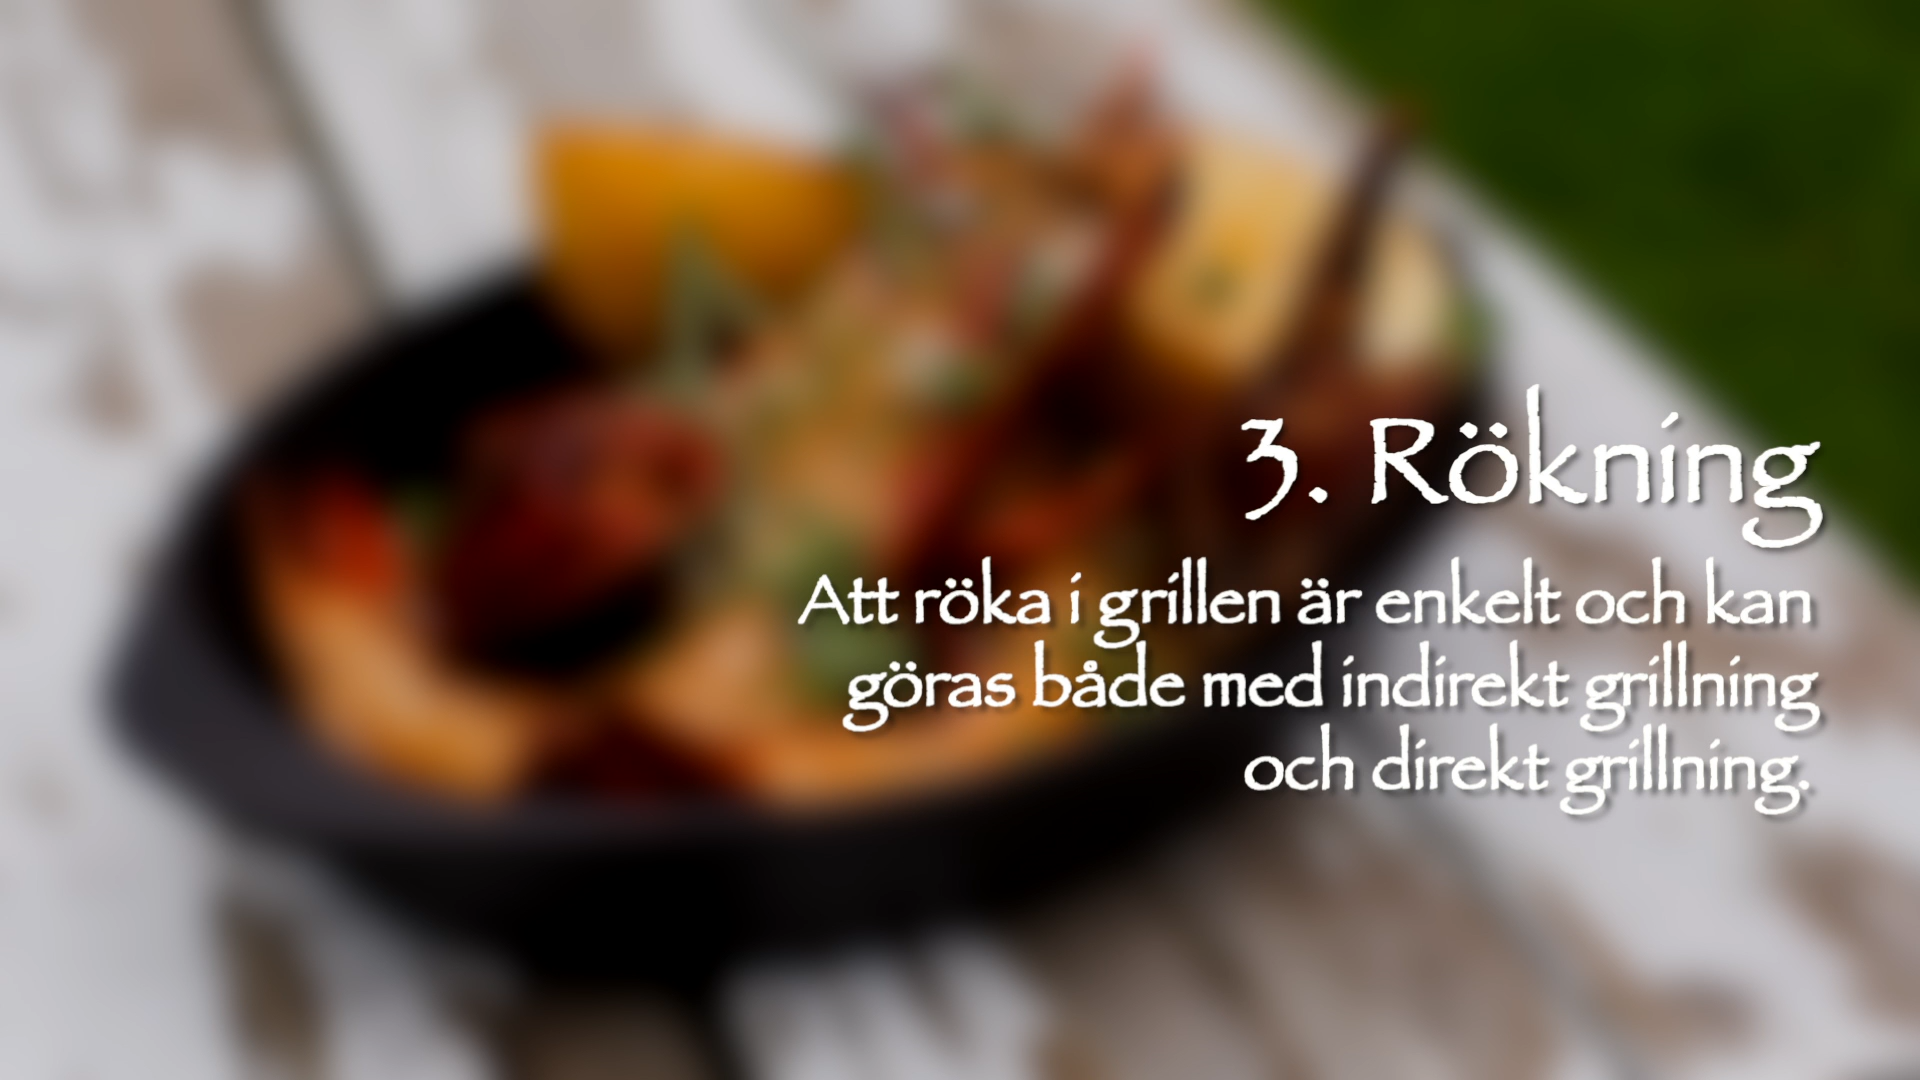 3. Rökning
Att röka i grillen är enkelt och kan
göras både med indirekt grillning
och direkt grillning.